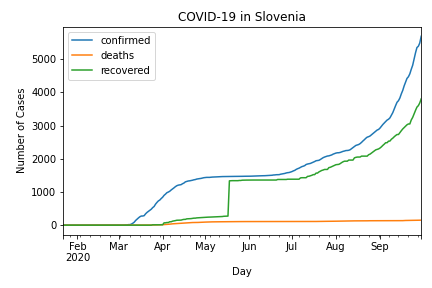 COVID-19 in Slovenia
confirmed
deaths
recovered
Number of Cases
5000
4000
3000
2000
1000
0
Feb Mar Apr May Jun Jul Aug Sep
2020
Day